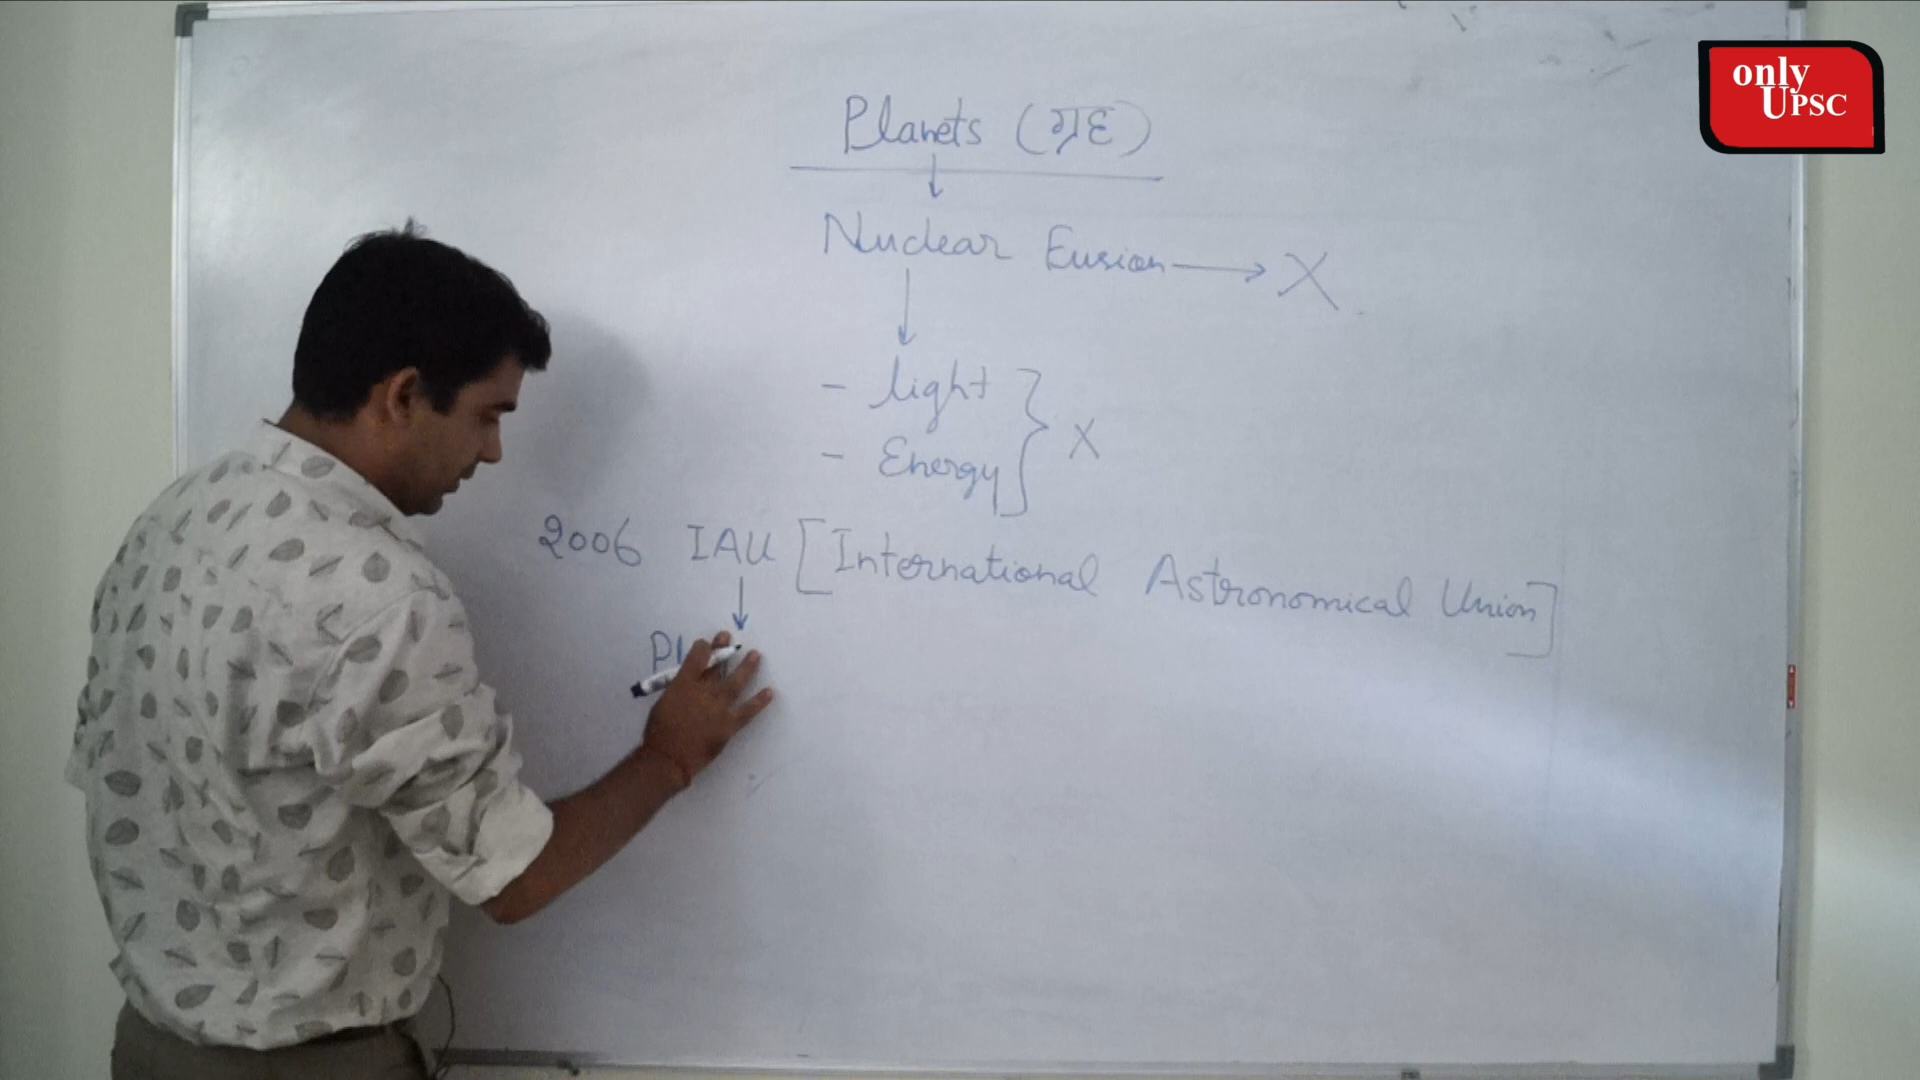 only
UPSC
Planets (ग्रह)
Nuclear Fusion → X
- light
- Energy } X
2006 IAU [International Astronomical Union]
Pl